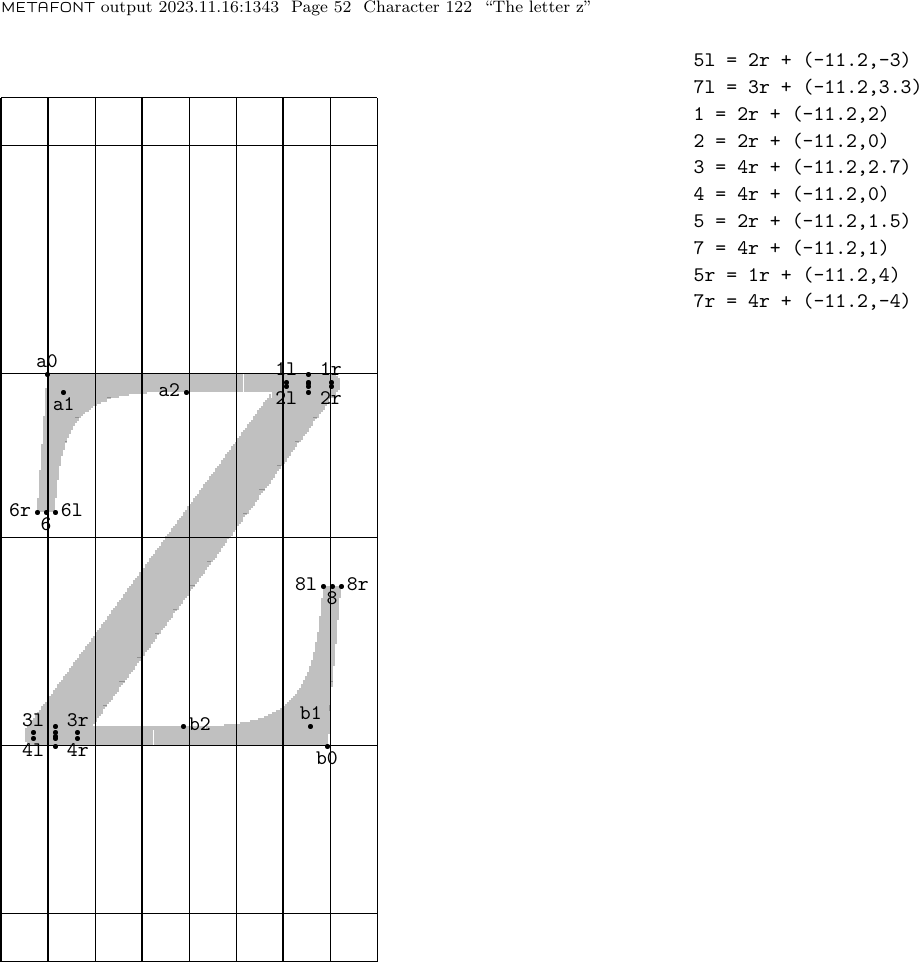 METAFONT output 2023.11.16:1343 Page 52 Character 122 “The letter z”
5l = 2r + (-11.2,-3)
7l = 3r + (-11.2,3.3)
1 = 2r + (-11.2,2)
2 = 2r + (-11.2,0)
3 = 4r + (-11.2,2.7)
4 = 4r + (-11.2,0)
5 = 2r + (-11.2,1.5)
7 = 4r + (-11.2,1)
5r = 1r + (-11.2,4)
7r = 4r + (-11.2,-4)
a0
1l 1r
a1 a2 2l 2r
6r 6l
6
8l 8r
8
3l 3r b2 b1
4l 4r b0